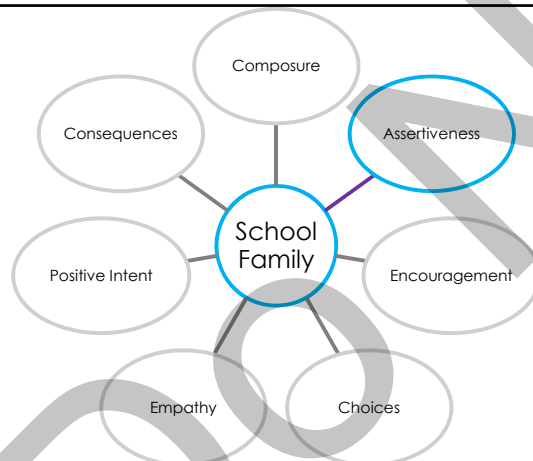 Composure
Consequences
Assertiveness
School
Family
Positive Intent
Encouragement
Empathy
Choices